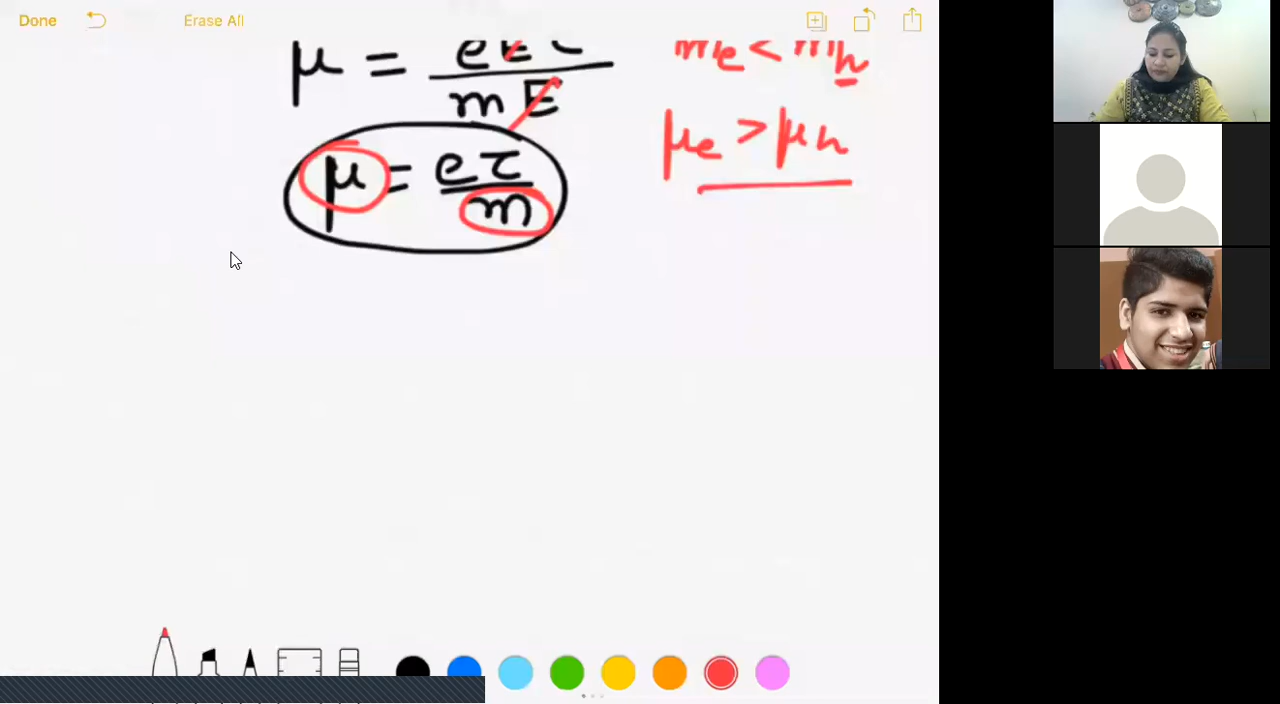 Done Erase All
μ = eEτ / mE
me < mh
μe > μh
μ = eτ / m